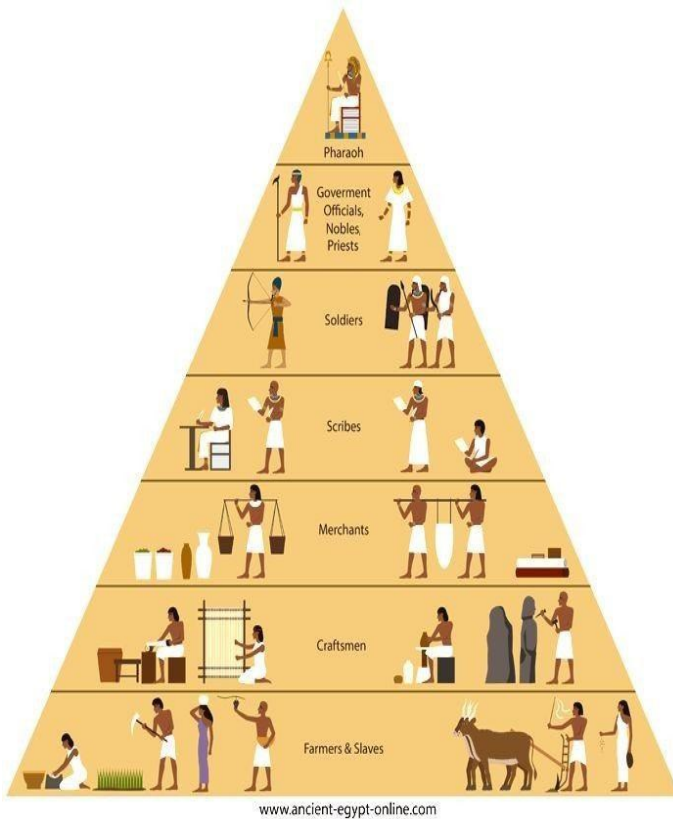 Pharaoh
Goverment
Officials,
Nobles,
Priests
Soldiers
Scribes
Merchants
Craftsmen
Farmers & Slaves
www.ancient-egypt-online.com